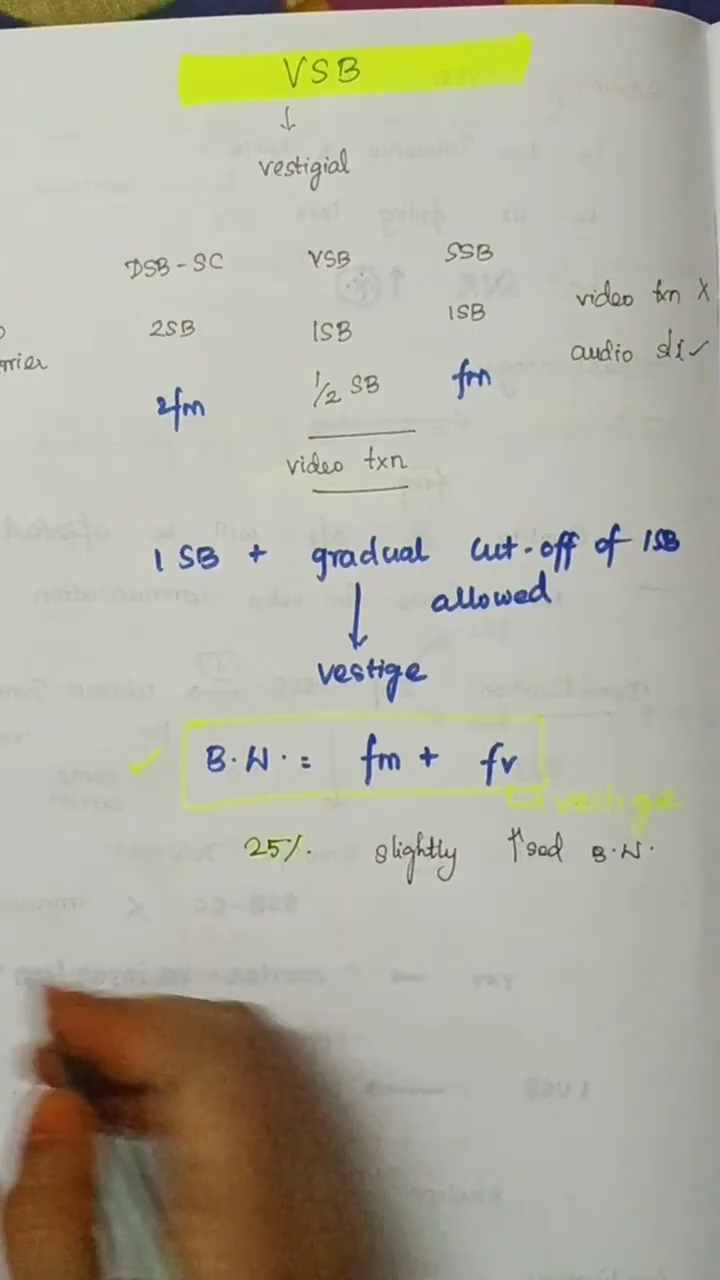 VSB
↓
vestigial
DSB-SC VSB SSB
2SB 1SB 1SB video txn X
rrier audio ✓
2fm 1/2 SB fm
video txn
1 SB + gradual cut-off of 1SB
allowed
↓
vestige
✓ B.W. = fm + fv
vestige
25%. slightly ↑sed B.W.